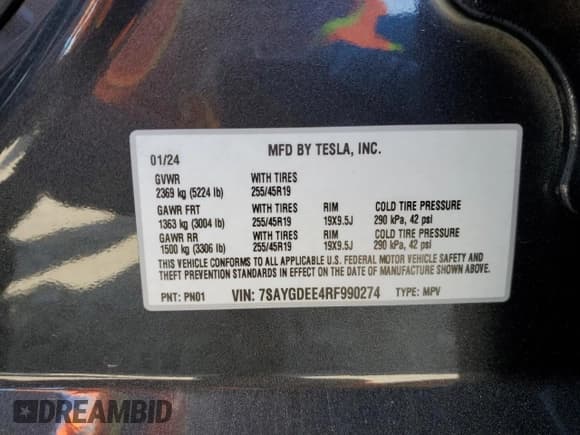 MFD BY TESLA, INC.
01/24
GVWR WITH TIRES
2369 kg (5224 lb) 255/45R19
GAWR FRT WITH TIRES RIM COLD TIRE PRESSURE
1363 kg (3004 lb) 255/45R19 19X9.5J 290 kPa, 42 psi
GAWR RR WITH TIRES RIM COLD TIRE PRESSURE
1500 kg (3306 lb) 255/45R19 19X9.5J 290 kPa, 42 psi
THIS VEHICLE CONFORMS TO ALL APPLICABLE U.S. FEDERAL MOTOR VEHICLE SAFETY AND
THEFT PREVENTION STANDARDS IN EFFECT ON THE DATE OF MANUFACTURE SHOWN ABOVE.
PNT: PN01 VIN: 7SAYGDEE4RF990274 TYPE: MPV
DREAMBID